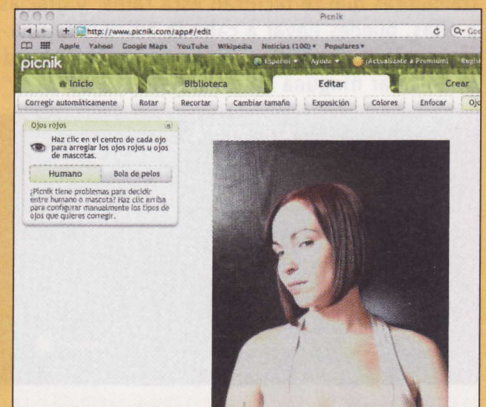 Picnik
http://www.picnik.com/app#/edit
Apple Yahoo! Google Maps YouTube Wikipedia Noticias (100) Populares
picnik
Español Ayuda ¡Actualízate a Premium!
Inicio Biblioteca Editar Crear
Corregir automáticamente Rotar Recortar Cambiar tamaño Exposición Colores Enfocar
Ojos rojos
Haz clic en el centro de cada ojo
para arreglar los ojos rojos u ojos
de mascotas.
Humano Bola de pelos
¡Picnik tiene problemas para decidir
entre humano o mascota? Haz clic arriba
para configurar manualmente los tipos de
ojos que quieres corregir.